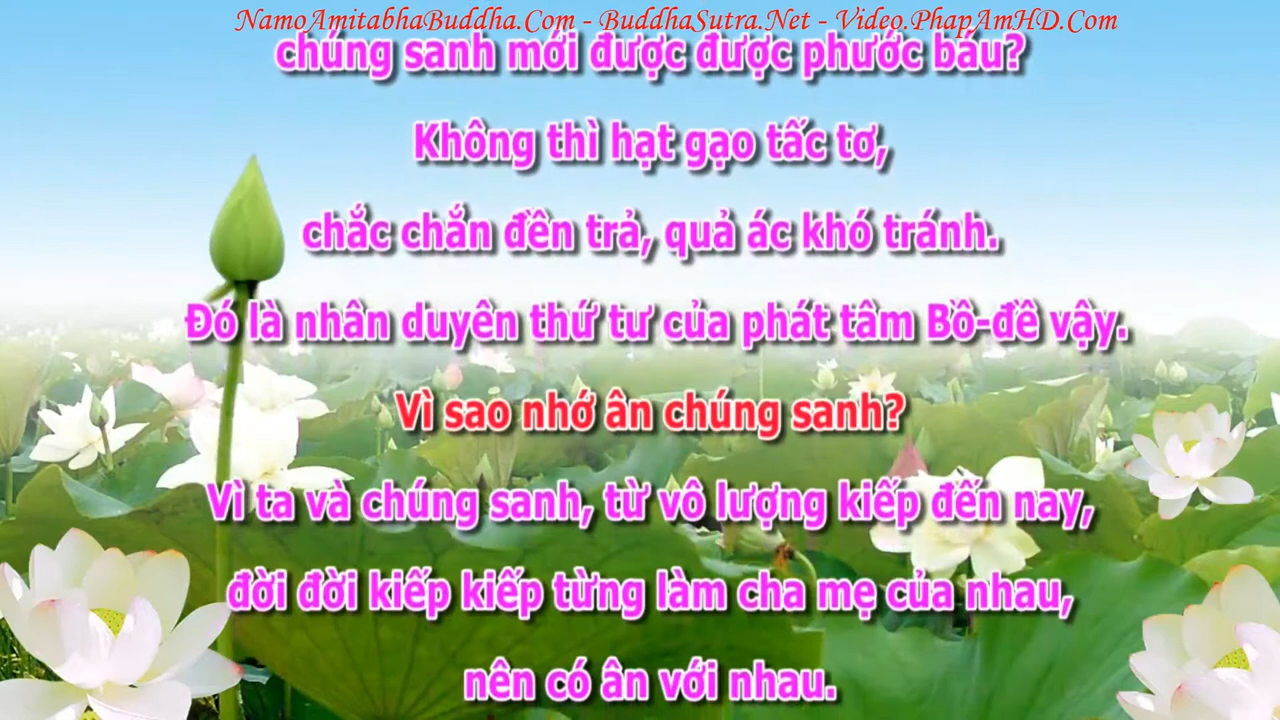 NamoAmitabhaBuddha.Com - BuddhaSutra.Net - Video.PhapAmHD.Com
chúng sanh mới được được phước báu?
Không thì hạt gạo tấc tơ,
chắc chắn đền trả, quả ác khó tránh.
Đó là nhân duyên thứ tư của phát tâm Bồ-đề vậy.
Vì sao nhớ ân chúng sanh?
Vì ta và chúng sanh, từ vô lượng kiếp đến nay,
đời đời kiếp kiếp từng làm cha mẹ của nhau,
nên có ân với nhau.